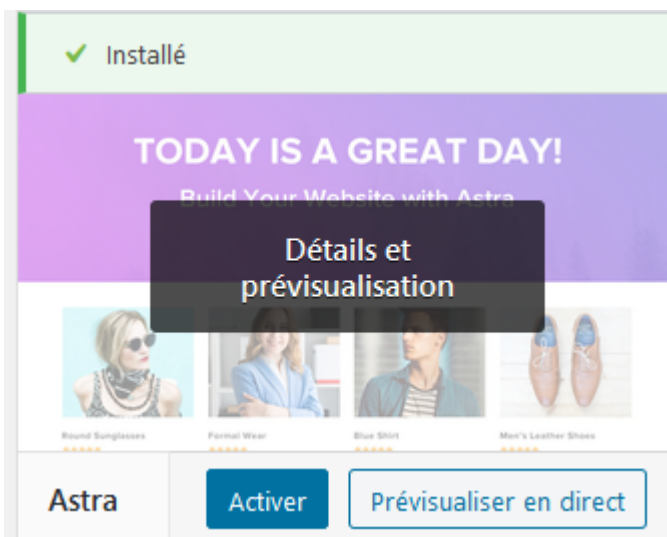 Installé
TODAY IS A GREAT DAY!
Build Your Website with Astra
Détails et
prévisualisation
Round Sunglasses
Formal Wear
Blue Shirt
Men's Leather Shoes
Astra
Activer
Prévisualiser en direct